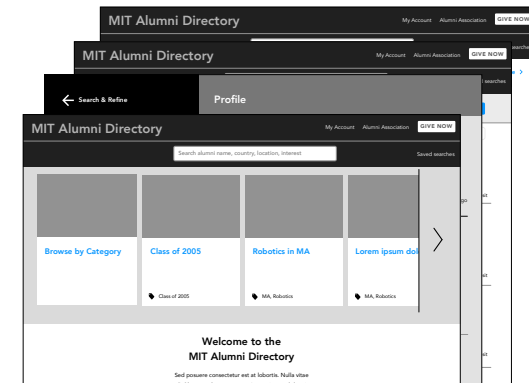 MIT Alumni Directory
My Account Alumni Association GIVE NOW
MIT Alumni Directory
My Account Alumni Association GIVE NOW
searches
Search & Refine
Profile
MIT Alumni Directory
My Account Alumni Association GIVE NOW
Search alumni name, country, location, interest
Saved searches
Browse by Category
Class of 2005
Robotics in MA
Lorem ipsum dol
Class of 2005
MA, Robotics
MA, Robotics
Welcome to the
MIT Alumni Directory
Sed posuere consectetur est at lobortis. Nulla vitae